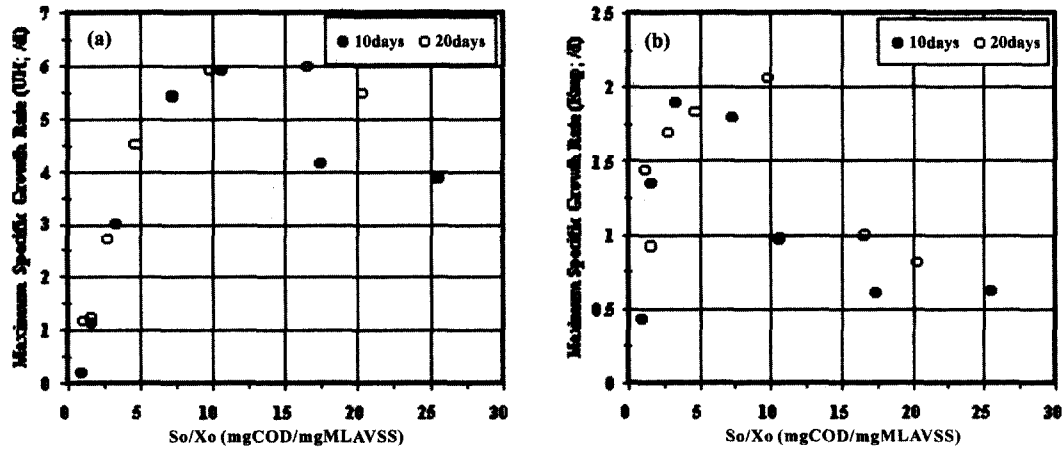 (a)
10days 20days
Maximum Specific Growth Rate (UH; /d)
7
6
5
4
3
2
1
0
0 5 10 15 20 25 30
So/Xo (mgCOD/mgMLAVSS)
(b)
10days 20days
Maximum Specific Growth Rate (Kmp; /d)
2.5
2
1.5
1
0.5
0
0 5 10 15 20 25 30
So/Xo (mgCOD/mgMLAVSS)